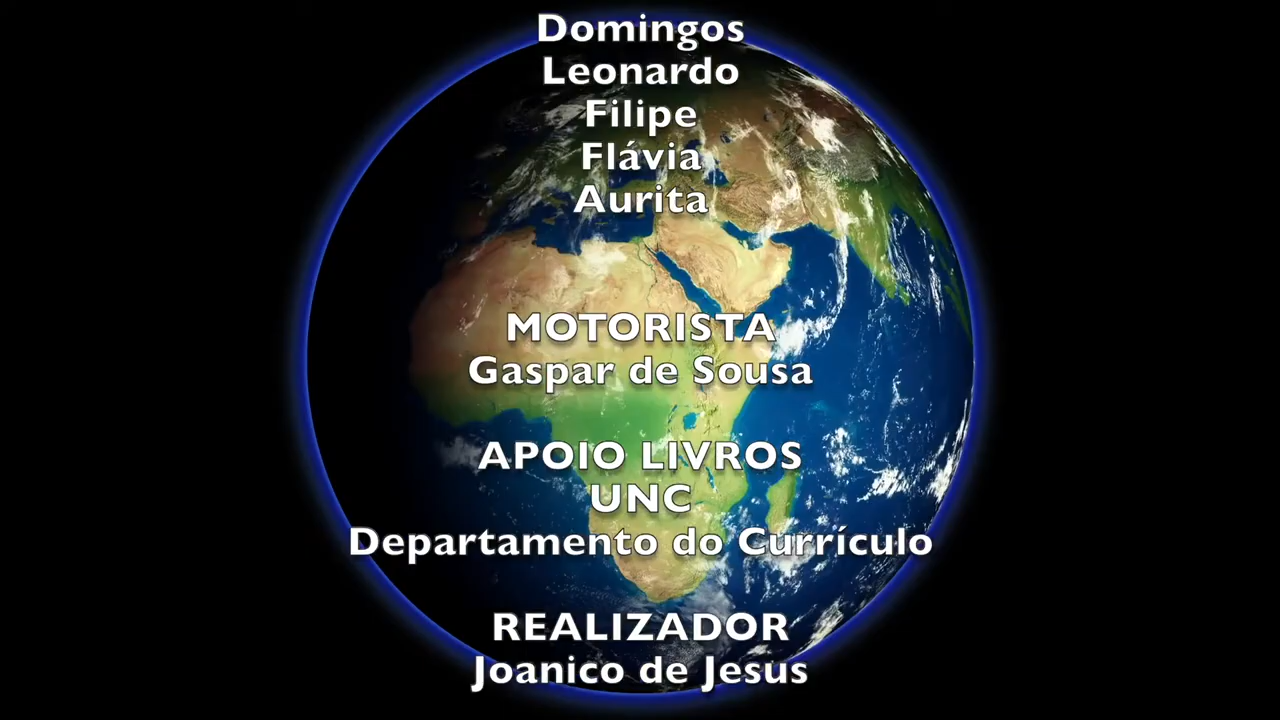 Domingos
Leonardo
Filipe
Flávia
Aurita
MOTORISTA
Gaspar de Sousa
APOIO LIVROS
UNC
Departamento do Currículo
REALIZADOR
Joanico de Jesus